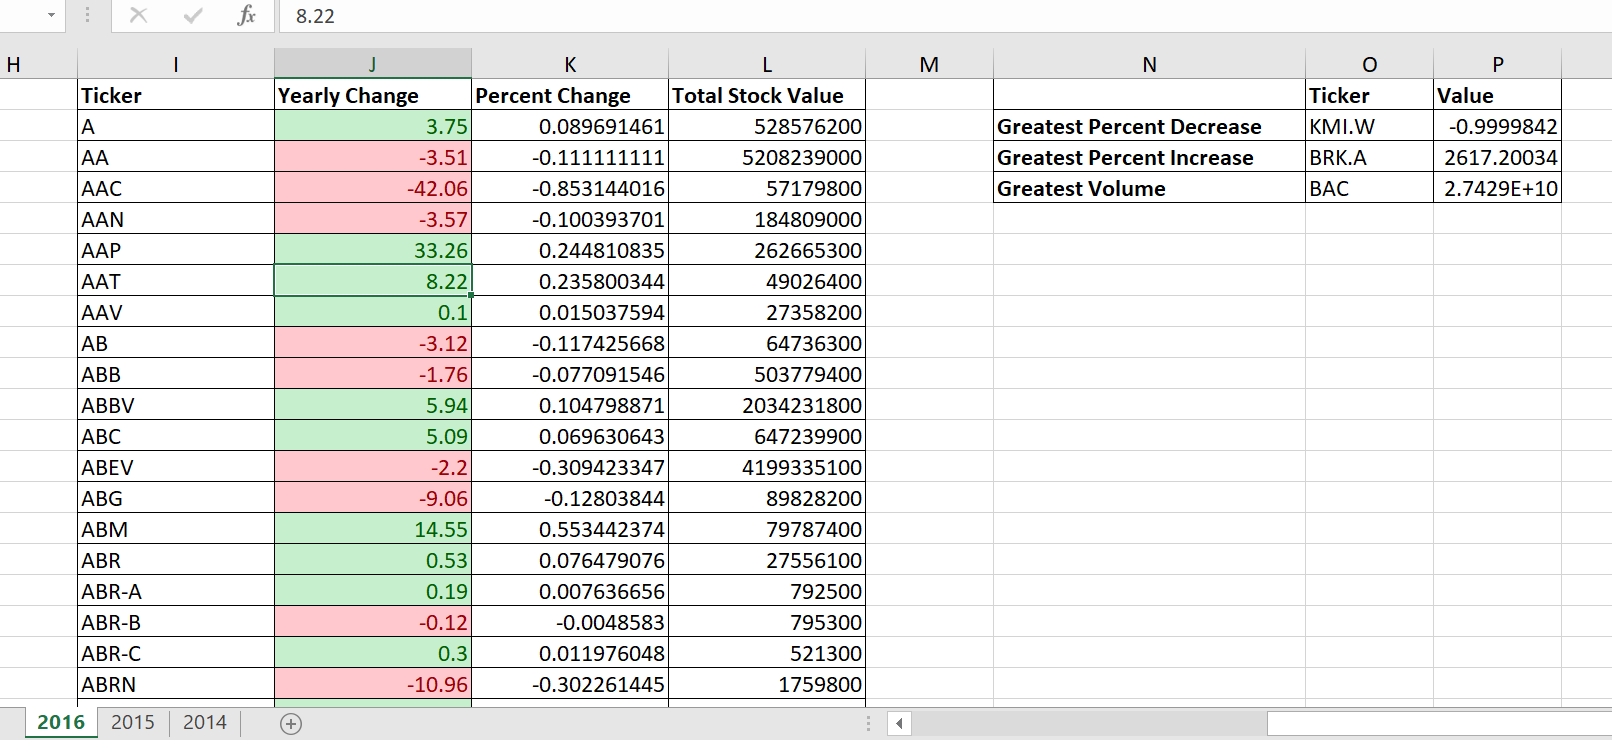 fx 8.22
H I J K L M N O P
Ticker Yearly Change Percent Change Total Stock Value Ticker Value
A 3.75 0.089691461 528576200 Greatest Percent Decrease KMI.W -0.9999842
AA -3.51 -0.111111111 5208239000 Greatest Percent Increase BRK.A 2617.20034
AAC -42.06 -0.853144016 57179800 Greatest Volume BAC 2.7429E+10
AAN -3.57 -0.100393701 184809000
AAP 33.26 0.244810835 262665300
AAT 8.22 0.235800344 49026400
AAV 0.1 0.015037594 27358200
AB -3.12 -0.117425668 64736300
ABB -1.76 -0.077091546 503779400
ABBV 5.94 0.104798871 2034231800
ABC 5.09 0.069630643 647239900
ABEV -2.2 -0.309423347 4199335100
ABG -9.06 -0.12803844 89828200
ABM 14.55 0.553442374 79787400
ABR 0.53 0.076479076 27556100
ABR-A 0.19 0.007636656 792500
ABR-B -0.12 -0.0048583 795300
ABR-C 0.3 0.011976048 521300
ABRN -10.96 -0.302261445 1759800
2016 2015 2014